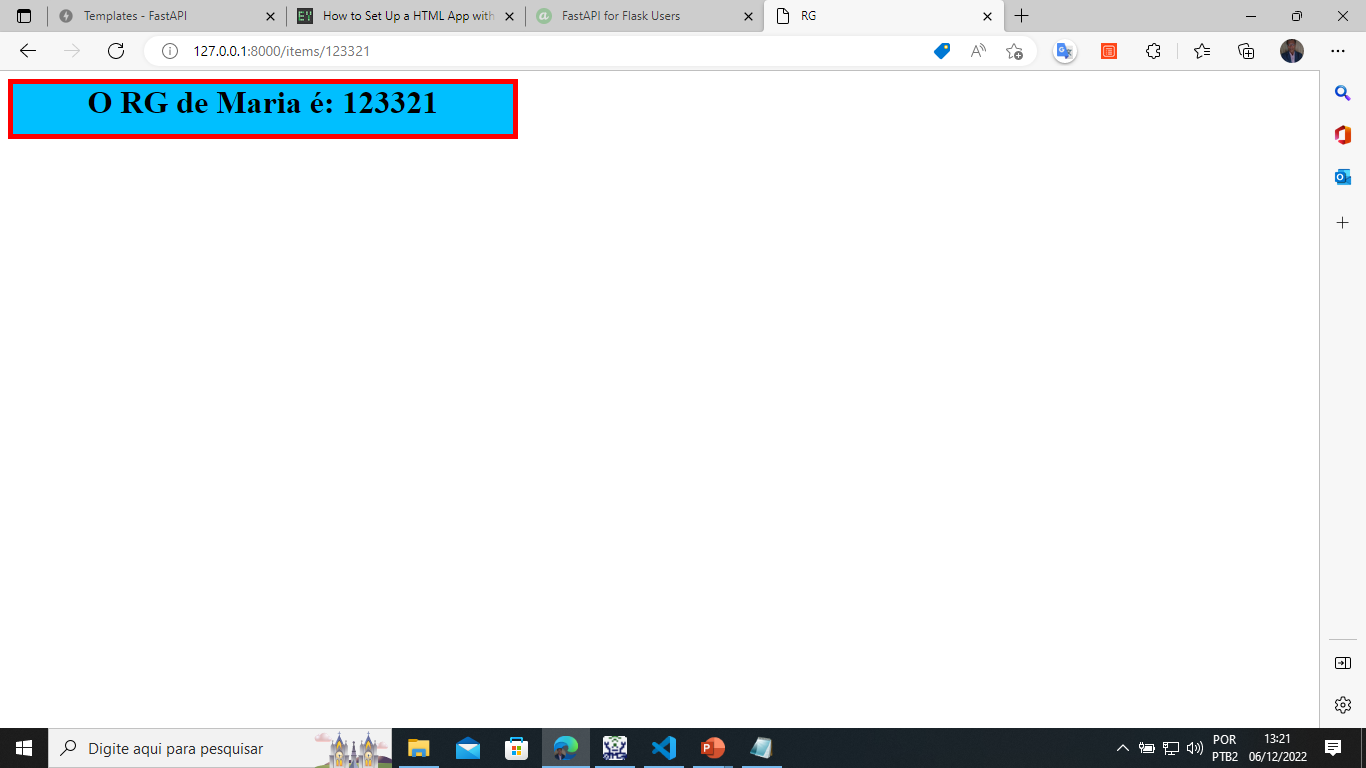 Templates - FastAPI
How to Set Up a HTML App with
FastAPI for Flask Users
RG
127.0.0.1:8000/items/123321
O RG de Maria é: 123321
Digite aqui para pesquisar
POR
PTB2
13:21
06/12/2022